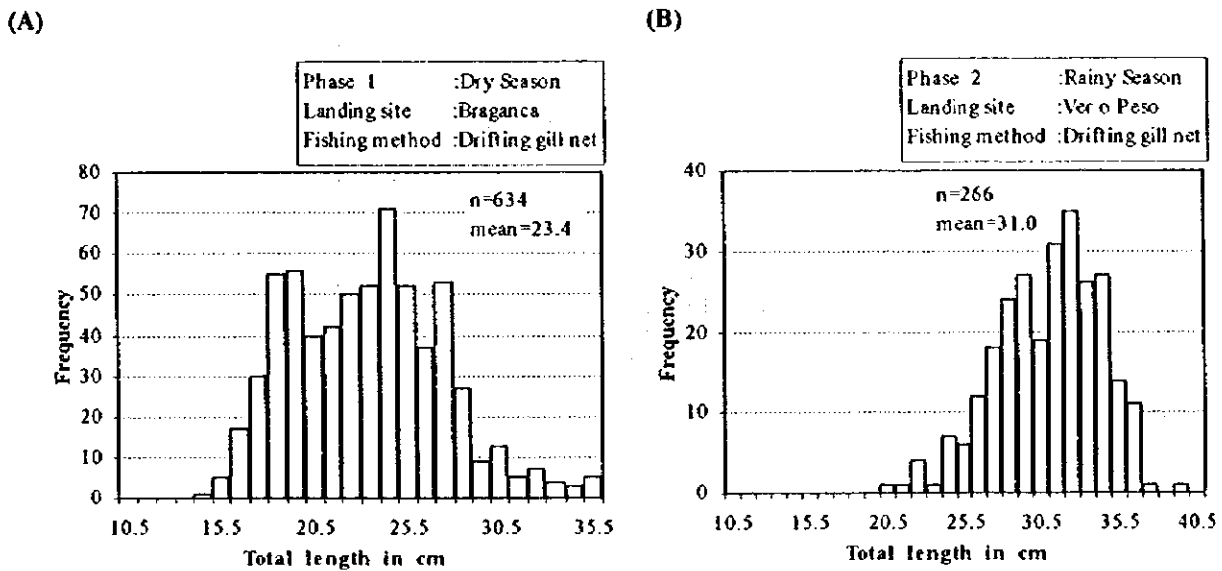 (A)
Phase 1 :Dry Season
Landing site :Braganca
Fishing method :Drifting gill net
80
70
60
50
40
30
20
10
0
Frequency
n=634
mean=23.4
10.5 15.5 20.5 25.5 30.5 35.5
Total length in cm
(B)
Phase 2 :Rainy Season
Landing site :Ver o Peso
Fishing method :Drifting gill net
40
30
20
10
0
Frequency
n=266
mean=31.0
10.5 15.5 20.5 25.5 30.5 35.5 40.5
Total length in cm